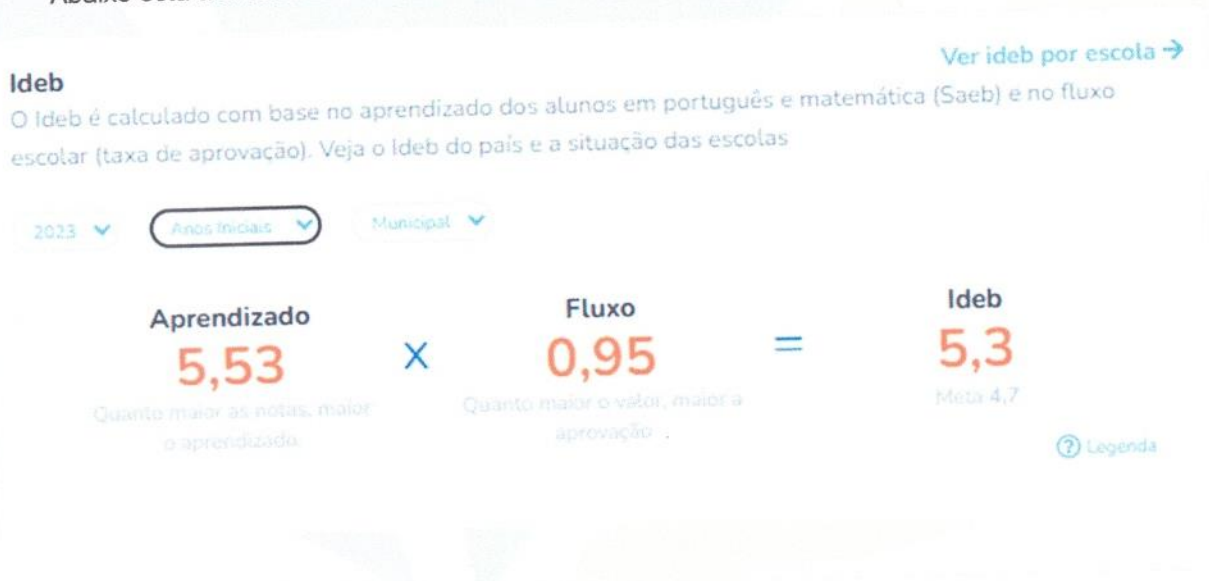 Ver ideb por escola →
Ideb
O Ideb é calculado com base no aprendizado dos alunos em português e matemática (Saeb) e no fluxo
escolar (taxa de aprovação). Veja o Ideb do país e a situação das escolas
2023 Anos Iniciais Municipal
Aprendizado Fluxo Ideb
5,53 X 0,95 = 5,3
Quanto maior as notas, maior Quanto maior o valor, maior a Meta 4,7
o aprendizado aprovação .
? Legenda